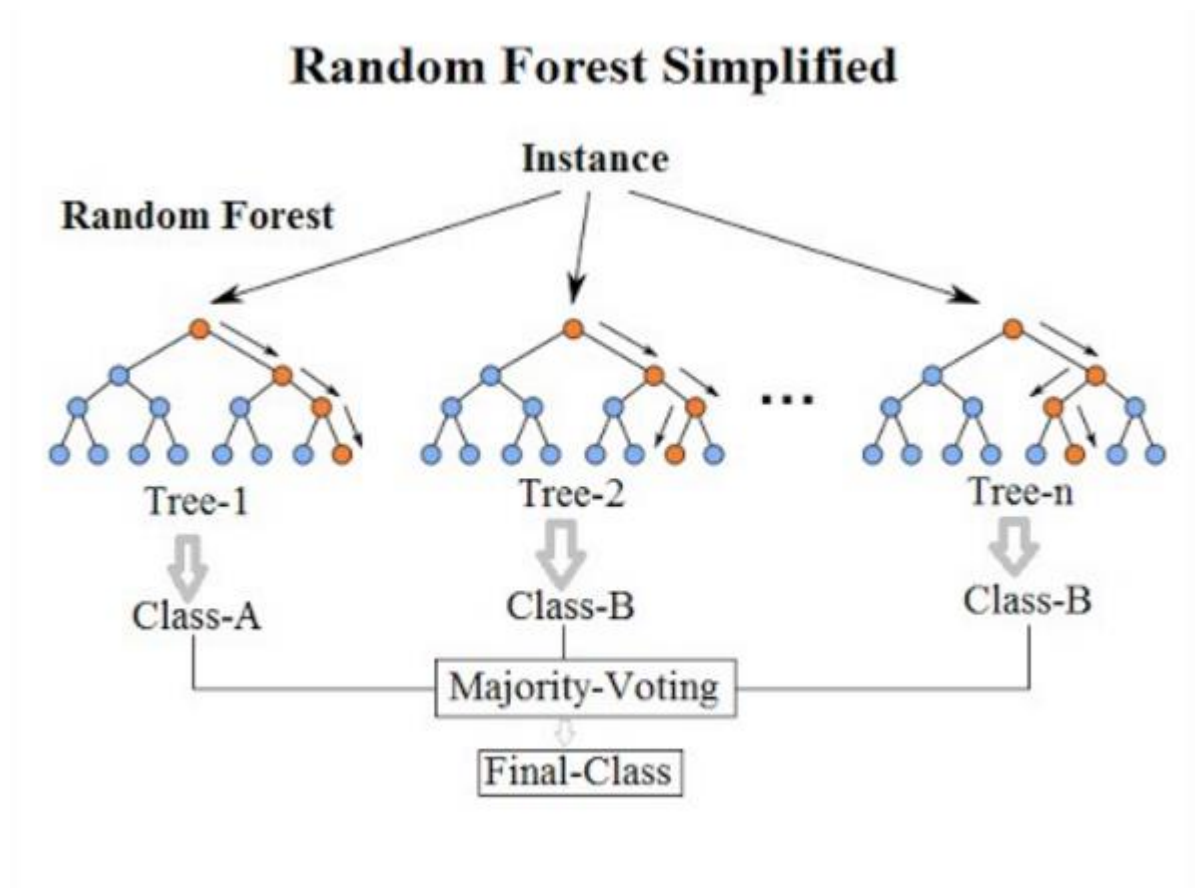 Random Forest Simplified
Instance
Random Forest
...
Tree-1
Tree-2
Tree-n
Class-A
Class-B
Class-B
Majority-Voting
Final-Class